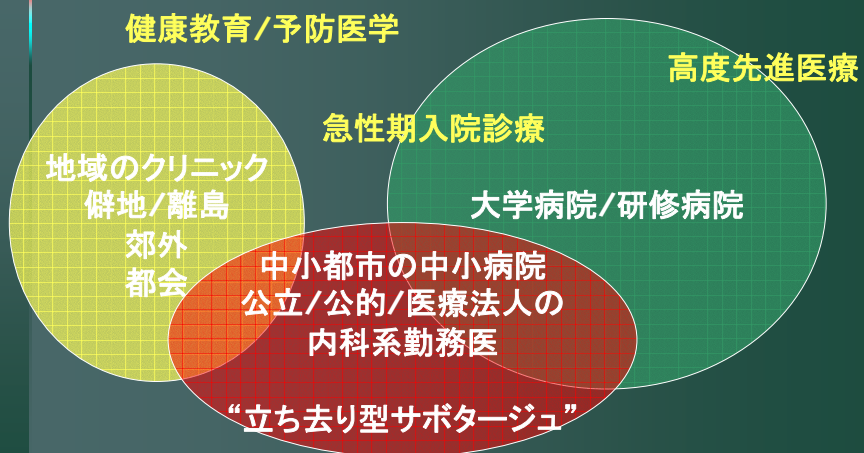 健康教育/予防医学
高度先進医療
急性期入院診療
地域のクリニック
僻地/離島
郊外
都会
大学病院/研修病院
中小都市の中小病院
公立/公的/医療法人の
内科系勤務医
“立ち去り型サボタージュ”